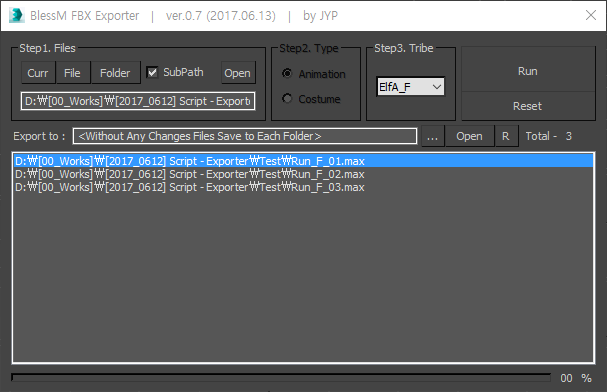 BlessM FBX Exporter | ver.0.7 (2017.06.13) | by JYP
Step1. Files
Step2. Type
Step3. Tribe
Curr File Folder SubPath Open
Animation
Run
D:₩[00_Works]₩[2017_0612] Script - Exporte
Costume
ElfA_F
Reset
Export to : <Without Any Changes Files Save to Each Folder> ... Open R Total - 3
D:₩[00_Works]₩[2017_0612] Script - Exporter₩Test₩Run_F_01.max
D:₩[00_Works]₩[2017_0612] Script - Exporter₩Test₩Run_F_02.max
D:₩[00_Works]₩[2017_0612] Script - Exporter₩Test₩Run_F_03.max
00 %